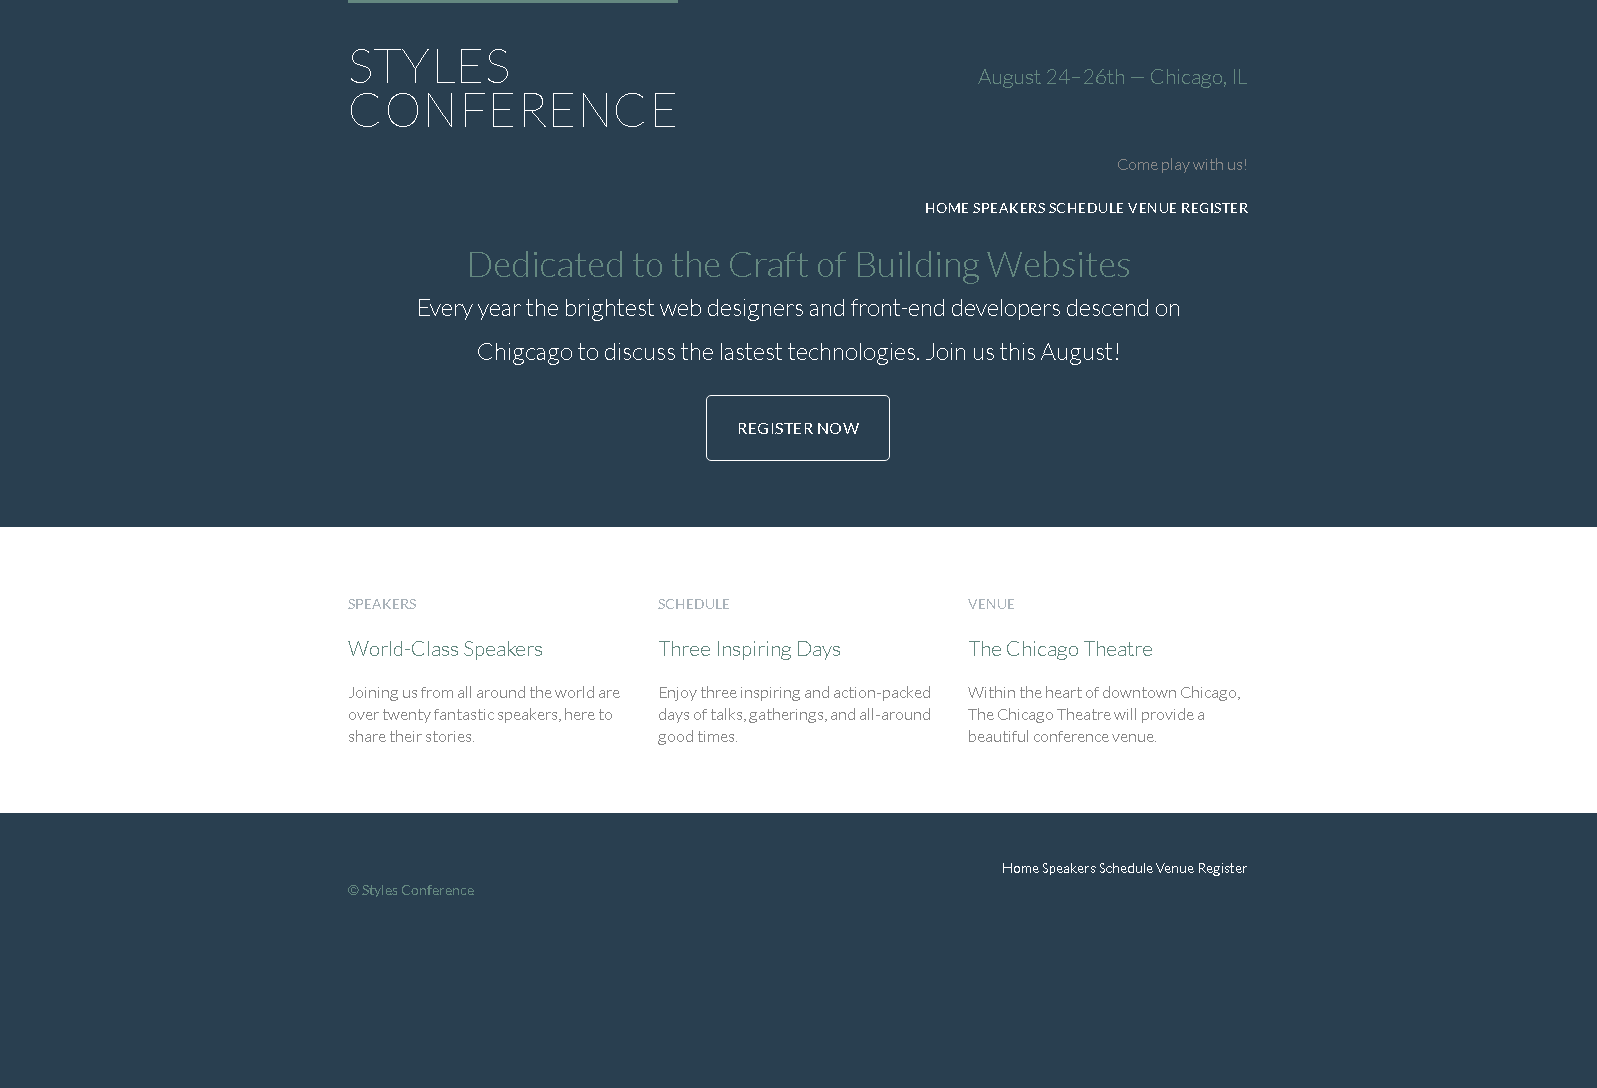 STYLES
CONFERENCE
August 24–26th — Chicago, IL
Come play with us!
HOME SPEAKERS SCHEDULE VENUE REGISTER
Dedicated to the Craft of Building Websites
Every year the brightest web designers and front-end developers descend on
Chigcago to discuss the lastest technologies. Join us this August!
REGISTER NOW
SPEAKERS
World-Class Speakers
Joining us from all around the world are
over twenty fantastic speakers, here to
share their stories.
SCHEDULE
Three Inspiring Days
Enjoy three inspiring and action-packed
days of talks, gatherings, and all-around
good times.
VENUE
The Chicago Theatre
Within the heart of downtown Chicago,
The Chicago Theatre will provide a
beautiful conference venue.
Home Speakers Schedule Venue Register
© Styles Conference